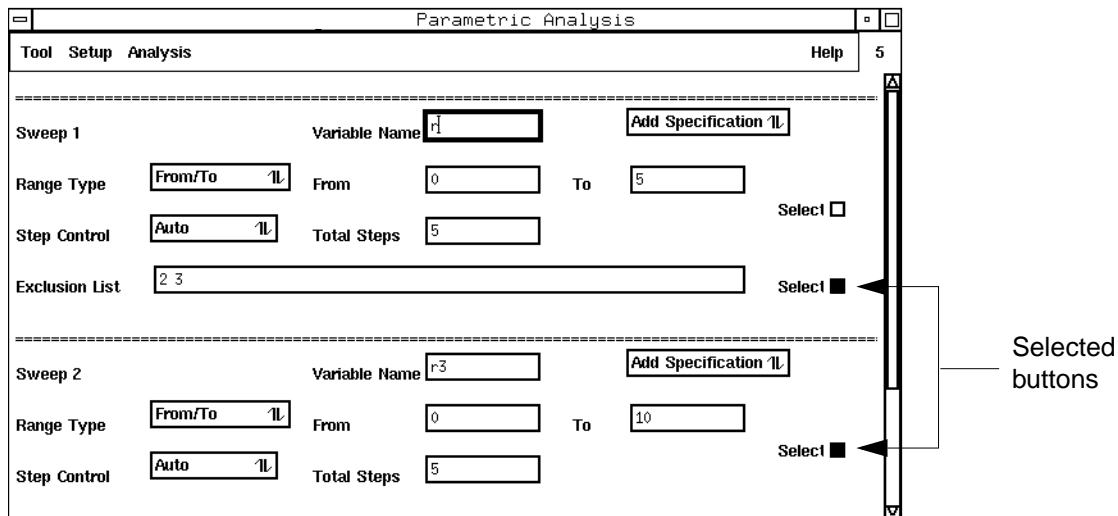 Parametric Analysis
Tool Setup Analysis Help 5
Sweep 1 Variable Name r Add Specification
Range Type From/To From 0 To 5
Select
Step Control Auto Total Steps 5
Exclusion List 2 3 Select
Sweep 2 Variable Name r3 Add Specification
Range Type From/To From 0 To 10
Select
Step Control Auto Total Steps 5
Selected
buttons